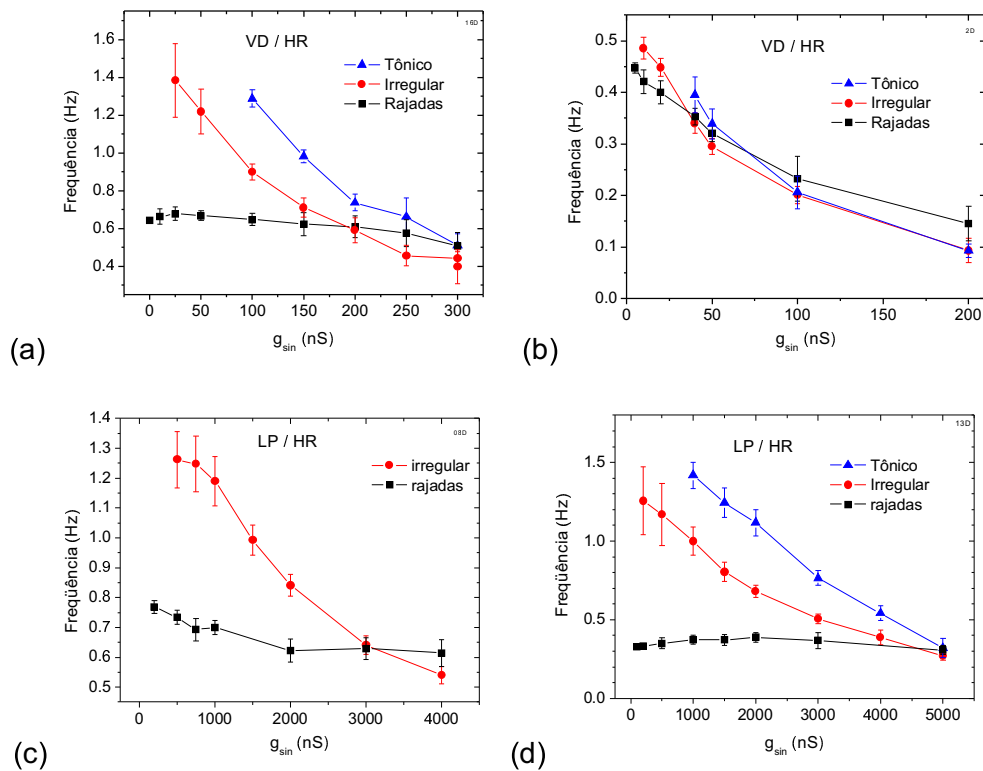 16D
VD / HR
Tônico
Irregular
Rajadas
Frequência (Hz)
1.6
1.4
1.2
1.0
0.8
0.6
0.4
0 50 100 150 200 250 300
g_sin (nS)
(a)
2D
VD / HR
Tônico
Irregular
Rajadas
Frequência (Hz)
0.5
0.4
0.3
0.2
0.1
0.0
0 50 100 150 200
g_sin (nS)
(b)
08D
LP / HR
irregular
rajadas
Freqüência (Hz)
1.4
1.3
1.2
1.1
1.0
0.9
0.8
0.7
0.6
0.5
0 1000 2000 3000 4000
g_sin (nS)
(c)
13D
LP / HR
Tônico
Irregular
rajadas
Freqüência (Hz)
1.5
1.0
0.5
0.0
0 1000 2000 3000 4000 5000
g_sin (nS)
(d)